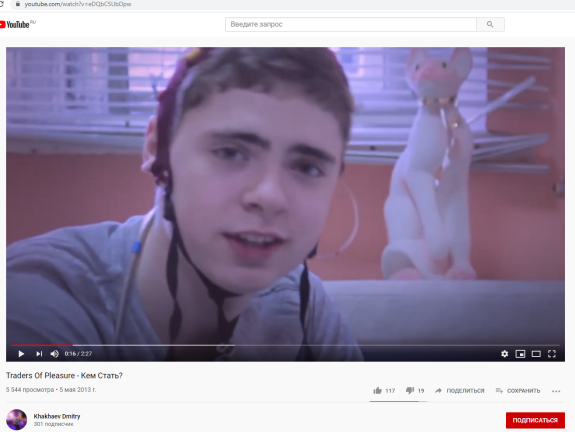 youtube.com/watch?v=eDQbC5UbDpw
YouTube RU
Введите запрос
0:16 / 2:27
Traders Of Pleasure - Кем Стать?
5 544 просмотра • 5 мая 2013 г.
117
19
ПОДЕЛИТЬСЯ
СОХРАНИТЬ
Khakhaev Dmitry
301 подписчик
ПОДПИСАТЬСЯ